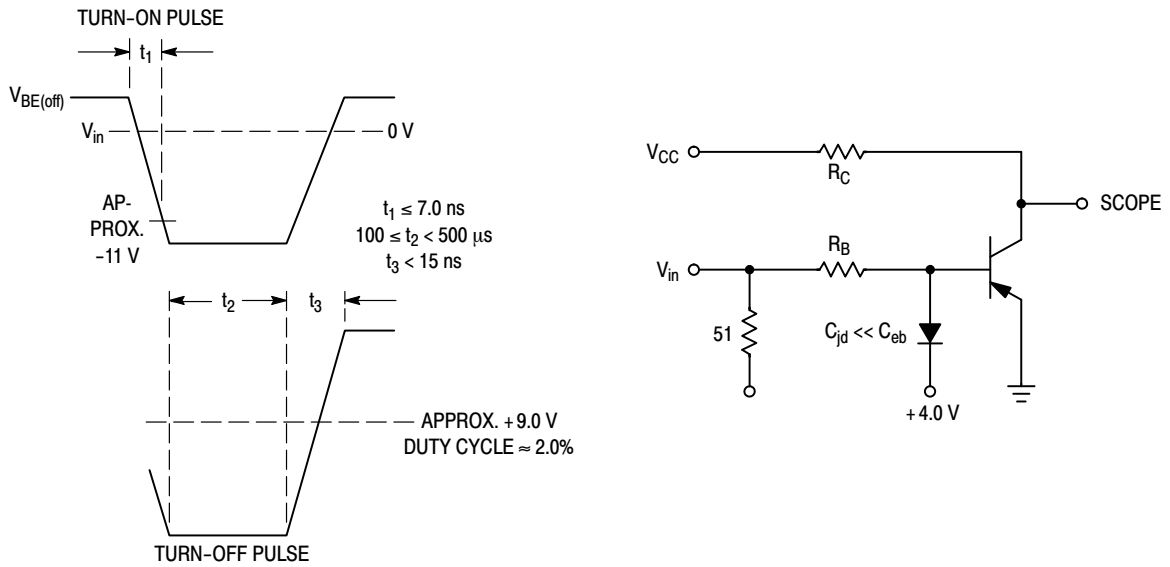 TURN-ON PULSE
t1
VBE(off)
Vin
0 V
AP-
PROX.
-11 V
t1 ≤ 7.0 ns
100 ≤ t2 < 500 μs
t3 < 15 ns
t2
t3
APPROX. +9.0 V
DUTY CYCLE ≈ 2.0%
TURN-OFF PULSE
VCC
RC
SCOPE
Vin
RB
51
Cjd << Ceb
+4.0 V